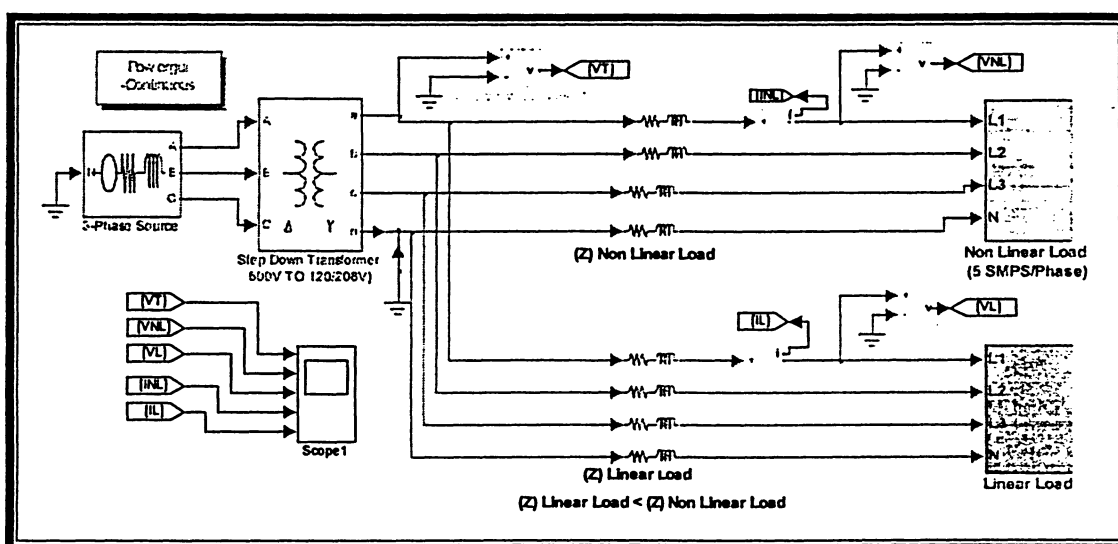 Powergui
-Continuous
3-Phase Source
A
B
C
A
B
C
Δ Y
Step Down Transformer
600V TO 120/208V)
(VT)
(VNL)
(VL)
(INL)
(IL)
Scope1
v
(VT)
(INL)
v
(VNL)
L1
L2
L3
N
(Z) Non Linear Load
Non Linear Load
(5 SMPS/Phase)
(IL)
v
(VL)
L1
L2
L3
N
(Z) Linear Load
Linear Load
(Z) Linear Load < (Z) Non Linear Load